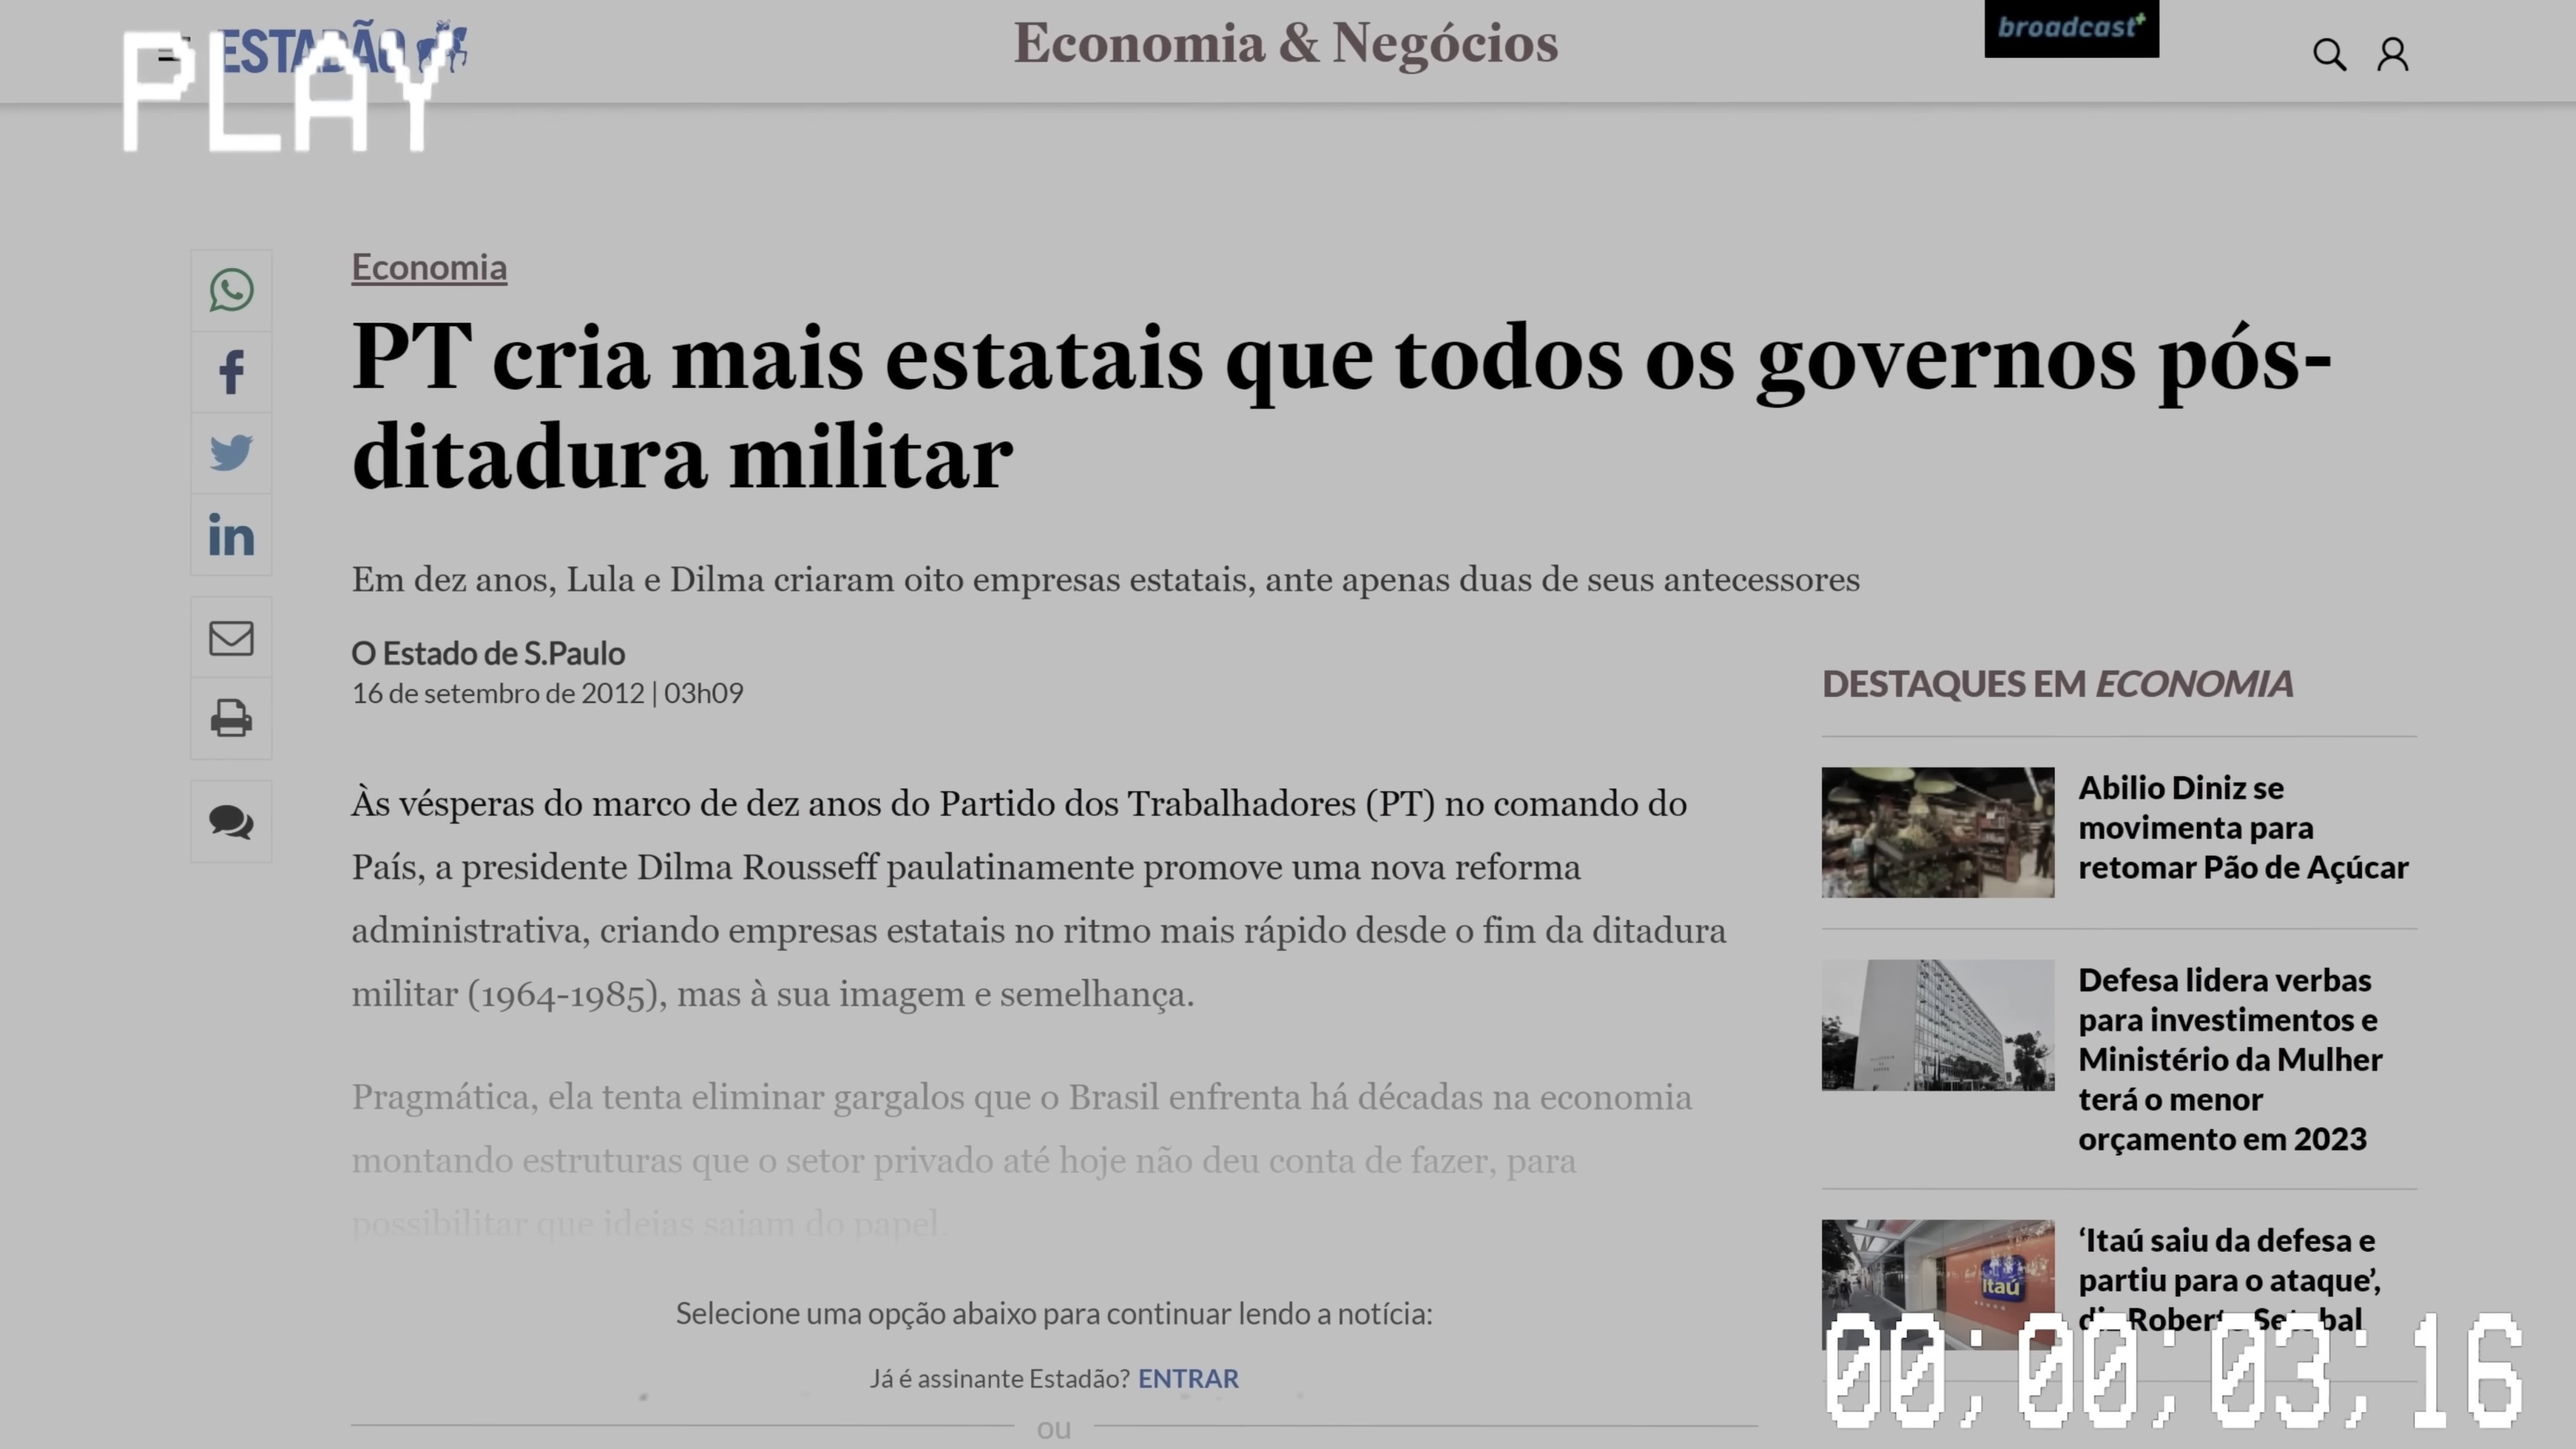 PLAY
ESTADÃO
Economia & Negócios
broadcast+
Economia
PT cria mais estatais que todos os governos pós-
ditadura militar
Em dez anos, Lula e Dilma criaram oito empresas estatais, ante apenas duas de seus antecessores
O Estado de S.Paulo
16 de setembro de 2012 | 03h09
Às vésperas do marco de dez anos do Partido dos Trabalhadores (PT) no comando do
País, a presidente Dilma Rousseff paulatinamente promove uma nova reforma
administrativa, criando empresas estatais no ritmo mais rápido desde o fim da ditadura
militar (1964-1985), mas à sua imagem e semelhança.
Pragmática, ela tenta eliminar gargalos que o Brasil enfrenta há décadas na economia
montando estruturas que o setor privado até hoje não deu conta de fazer, para
possibilitar que ideias saiam do papel.
Selecione uma opção abaixo para continuar lendo a notícia:
Já é assinante Estadão? ENTRAR
ou
DESTAQUES EM ECONOMIA
Abilio Diniz se
movimenta para
retomar Pão de Açúcar
Defesa lidera verbas
para investimentos e
Ministério da Mulher
terá o menor
orçamento em 2023
Itaú
‘Itaú saiu da defesa e
partiu para o ataque’,
diz Roberto Setubal
00;00;03;16